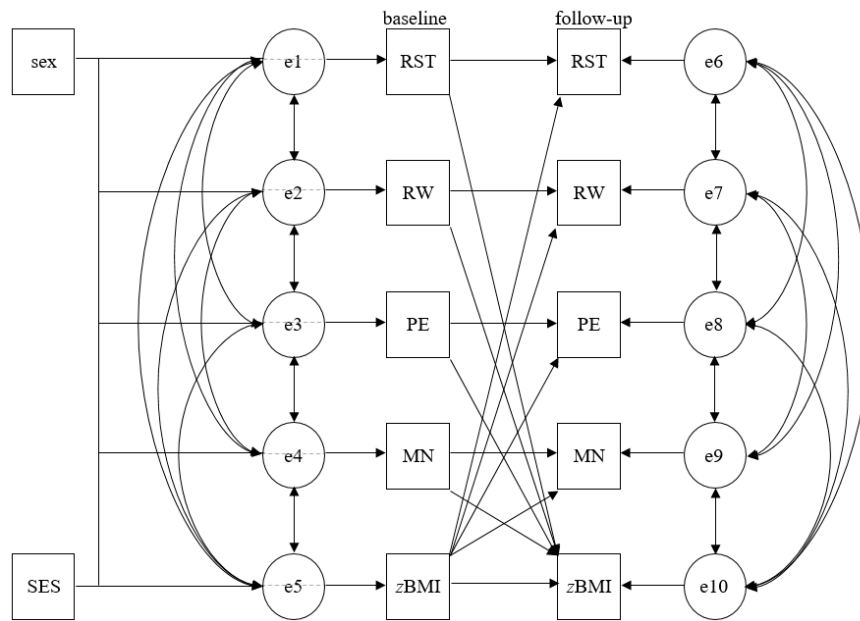 baseline follow-up
sex e1 RST RST e6
e2 RW RW e7
e3 PE PE e8
e4 MN MN e9
SES e5 zBMI zBMI e10